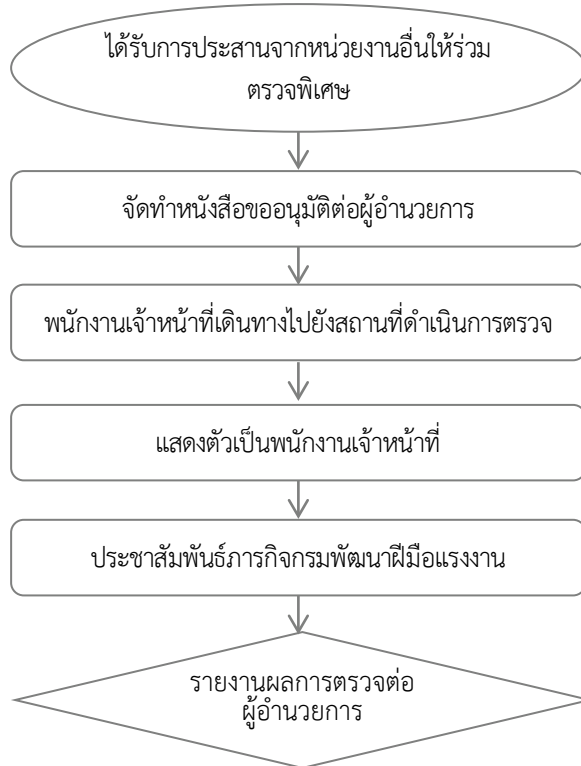 ได้รับการประสานจากหน่วยงานอื่นให้ร่วม
ตรวจพิเศษ
จัดทำหนังสือขออนุมัติต่อผู้อำนวยการ
พนักงานเจ้าหน้าที่เดินทางไปยังสถานที่ดำเนินการตรวจ
แสดงตัวเป็นพนักงานเจ้าหน้าที่
ประชาสัมพันธ์ภารกิจกรมพัฒนาฝีมือแรงงาน
รายงานผลการตรวจต่อ
ผู้อำนวยการ